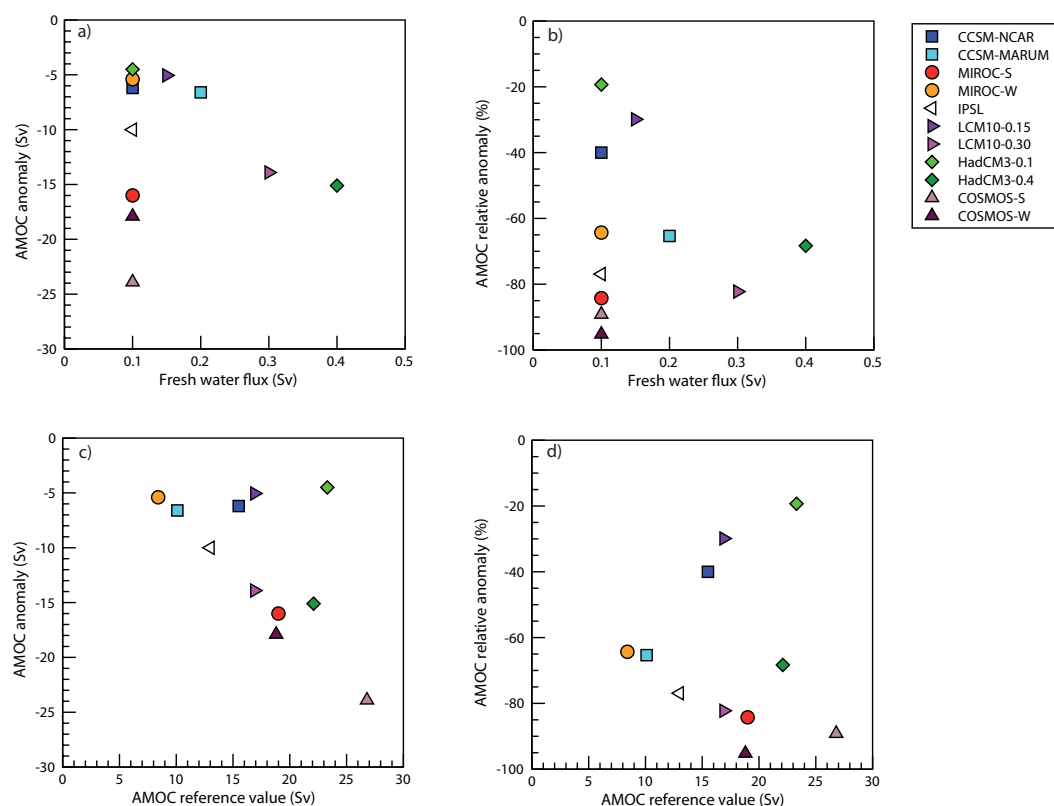 a)
0
-5
-10
-15
-20
-25
-30
AMOC anomaly (Sv)
0 0.1 0.2 0.3 0.4 0.5
Fresh water flux (Sv)
b)
0
-20
-40
-60
-80
-100
AMOC relative anomaly (%)
0 0.1 0.2 0.3 0.4 0.5
Fresh water flux (Sv)
CCSM-NCAR
CCSM-MARUM
MIROC-S
MIROC-W
IPSL
LCM10-0.15
LCM10-0.30
HadCM3-0.1
HadCM3-0.4
COSMOS-S
COSMOS-W
c)
0
-5
-10
-15
-20
-25
-30
AMOC anomaly (Sv)
0 5 10 15 20 25 30
AMOC reference value (Sv)
d)
0
-20
-40
-60
-80
-100
AMOC relative anomaly (%)
0 5 10 15 20 25 30
AMOC reference value (Sv)